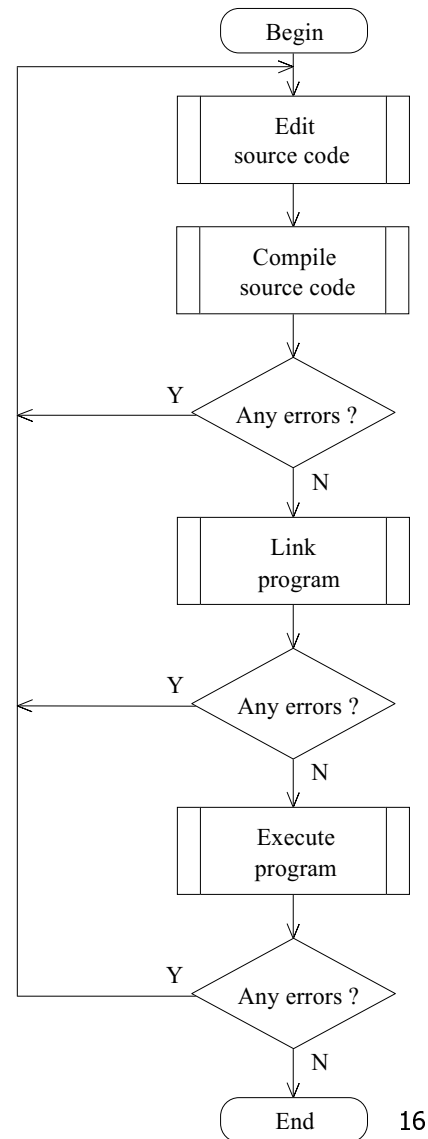 Begin
Edit
source code
Compile
source code
Y
Any errors ?
N
Link
program
Y
Any errors ?
N
Execute
program
Y
Any errors ?
N
End
16